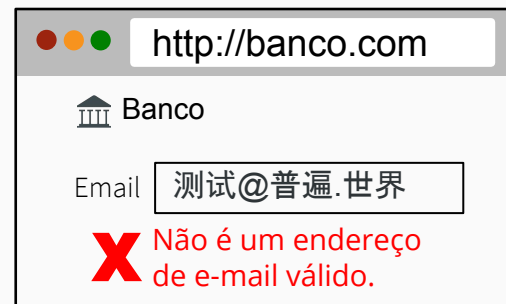 http://banco.com
Banco
Email 测试@普遍.世界
X Não é um endereço
de e-mail válido.